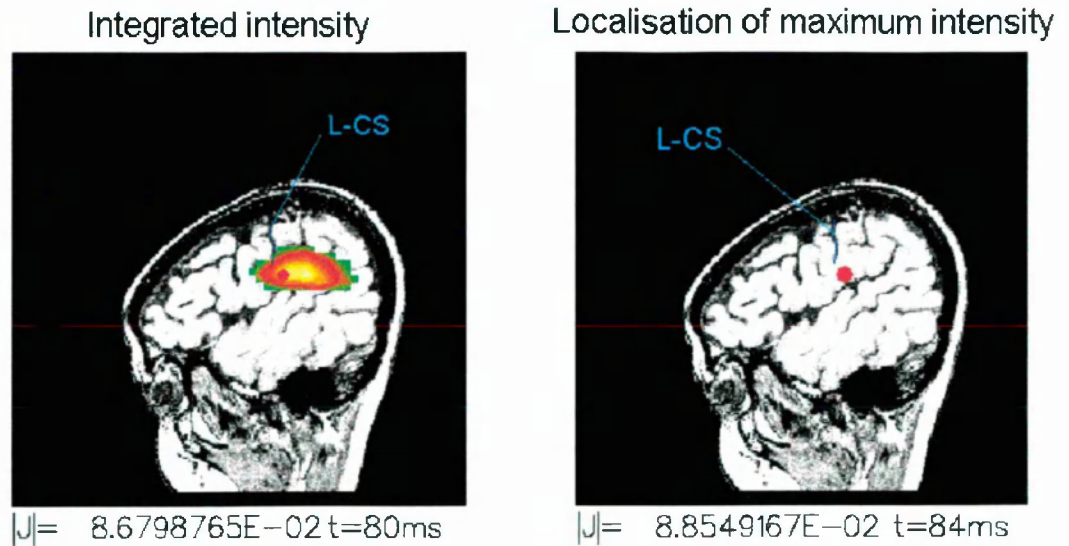 Integrated intensity
Localisation of maximum intensity
L-CS
L-CS
|J|= 8.6798765E-02 t=80ms
|J|= 8.8549167E-02 t=84ms